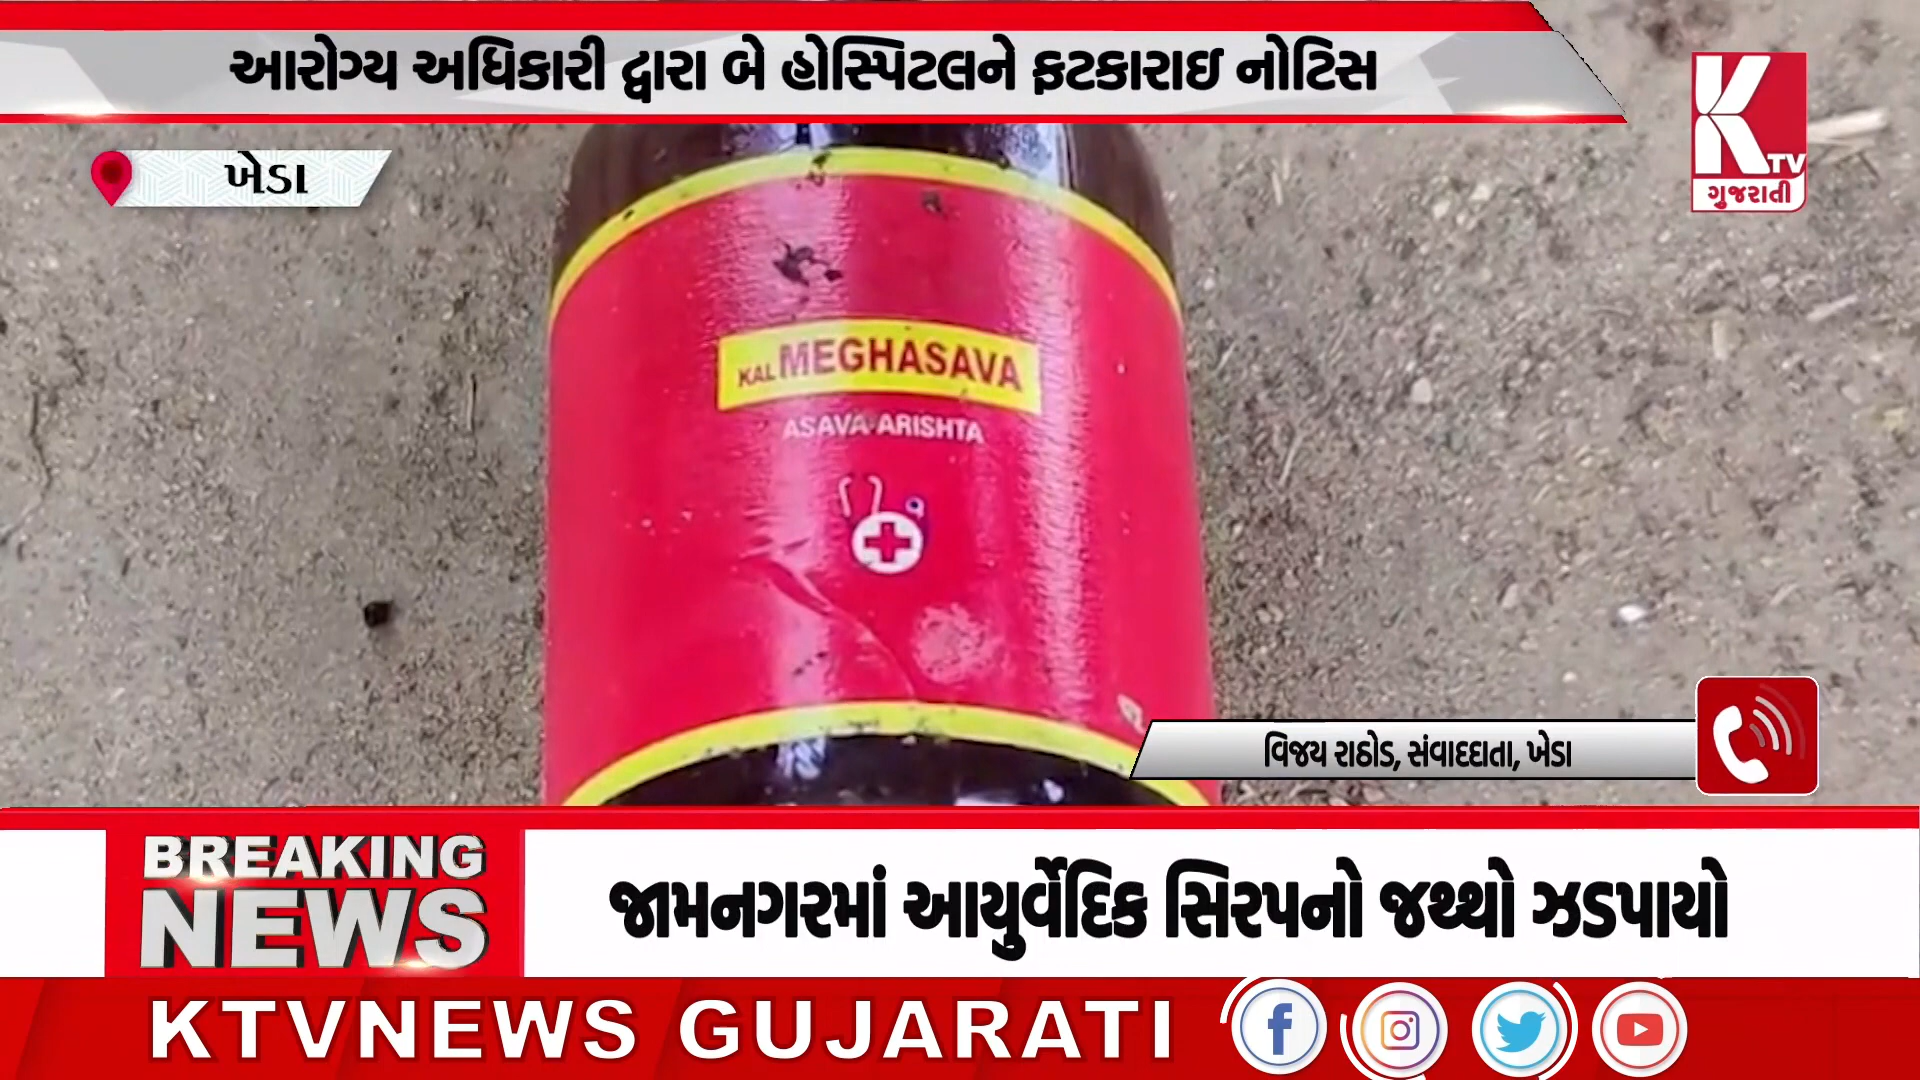 આરોગ્ય અધિકારી દ્વારા બે હોસ્પિટલને ફટકારાઇ નોટિસ
K TV
ગુજરાતી
ખેડા
KAL MEGHASAVA
ASAVA-ARISHTA
વિજય રાઠોડ, સંવાદદાતા, ખેડા
BREAKING
NEWS
જામનગરમાં આયુર્વેદિક સિરપનો જથ્થો ઝડપાયો
KTVNEWS GUJARATI